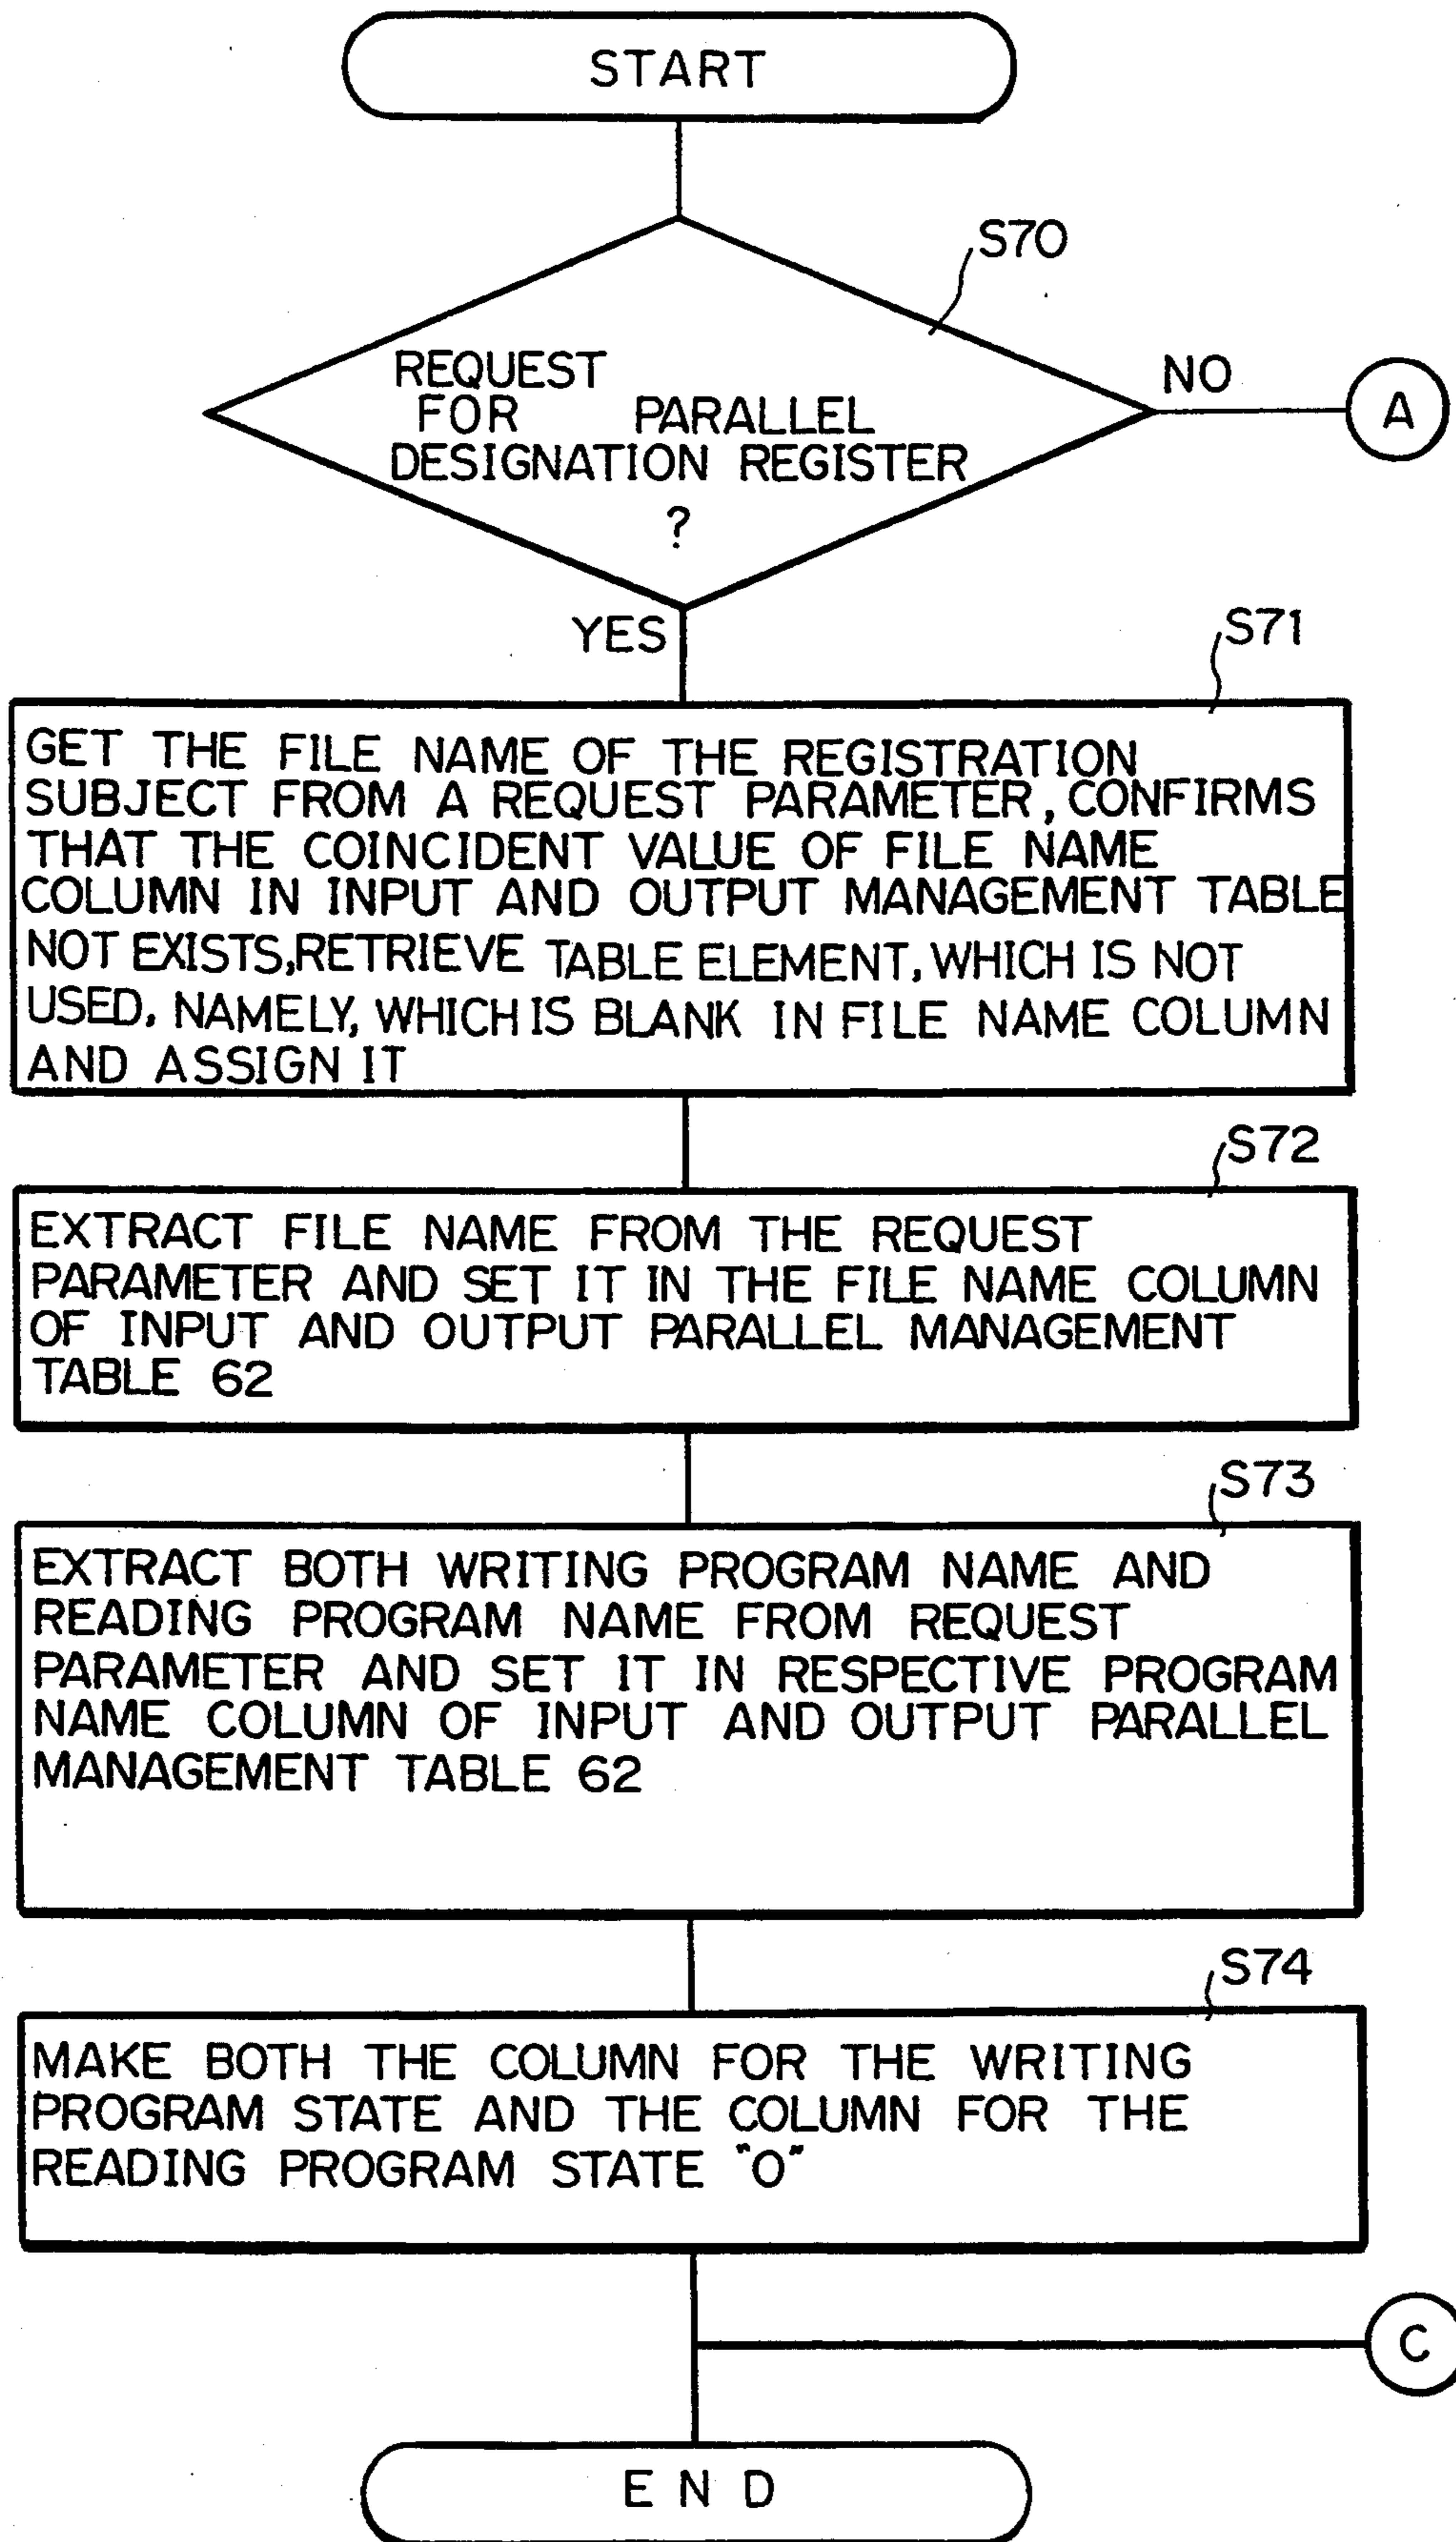 START
S70
REQUEST
FOR PARALLEL
DESIGNATION REGISTER
?
NO
A
YES
S71
GET THE FILE NAME OF THE REGISTRATION
SUBJECT FROM A REQUEST PARAMETER, CONFIRMS
THAT THE COINCIDENT VALUE OF FILE NAME
COLUMN IN INPUT AND OUTPUT MANAGEMENT TABLE
NOT EXISTS, RETRIEVE TABLE ELEMENT, WHICH IS NOT
USED, NAMELY, WHICH IS BLANK IN FILE NAME COLUMN
AND ASSIGN IT
S72
EXTRACT FILE NAME FROM THE REQUEST
PARAMETER AND SET IT IN THE FILE NAME COLUMN
OF INPUT AND OUTPUT PARALLEL MANAGEMENT
TABLE 62
S73
EXTRACT BOTH WRITING PROGRAM NAME AND
READING PROGRAM NAME FROM REQUEST
PARAMETER AND SET IT IN RESPECTIVE PROGRAM
NAME COLUMN OF INPUT AND OUTPUT PARALLEL
MANAGEMENT TABLE 62
S74
MAKE BOTH THE COLUMN FOR THE WRITING
PROGRAM STATE AND THE COLUMN FOR THE
READING PROGRAM STATE "O"
C
END